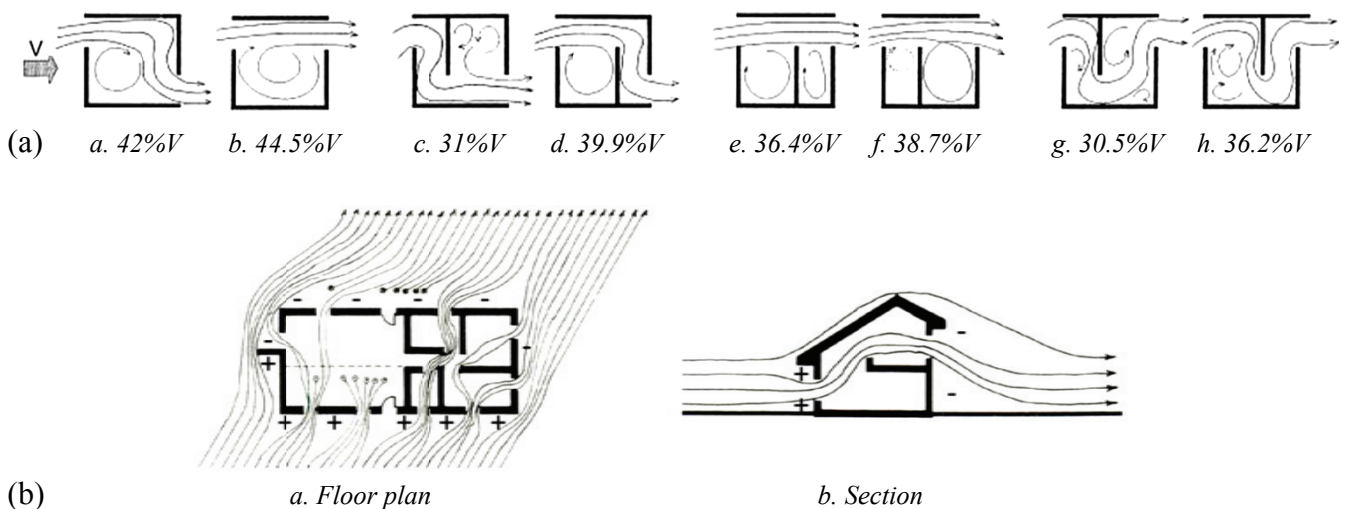 V
(a) a. 42%V b. 44.5%V c. 31%V d. 39.9%V e. 36.4%V f. 38.7%V g. 30.5%V h. 36.2%V
- - - -
- -
+ + -
+ -
+ + + + + +
(b) a. Floor plan b. Section